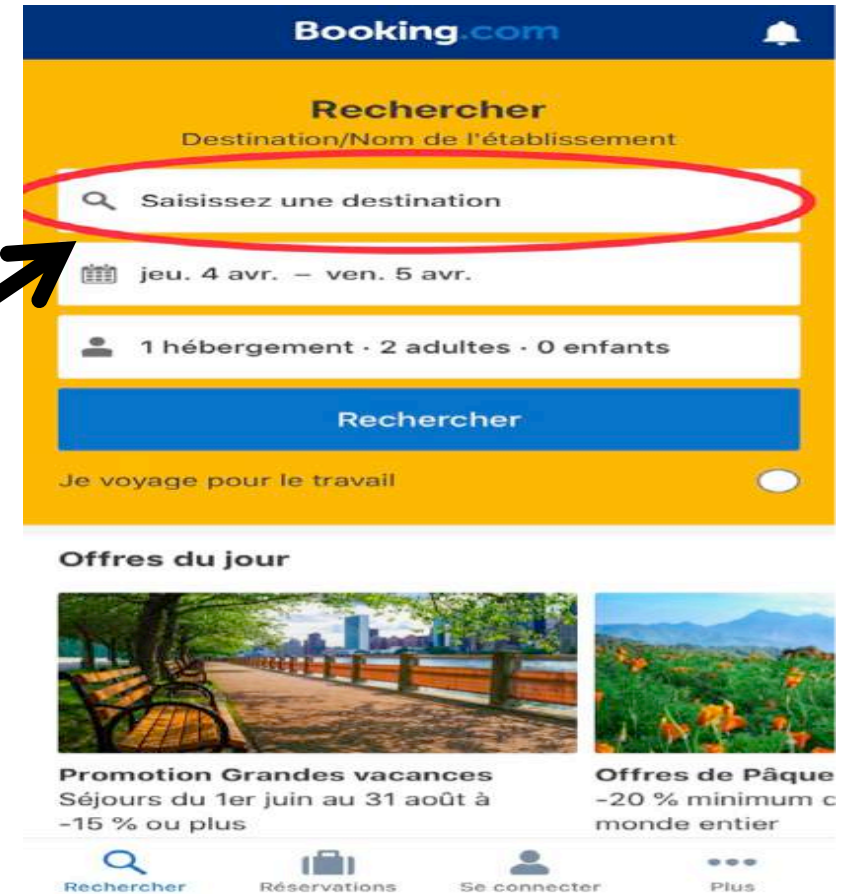 Booking.com
Rechercher
Destination/Nom de l'établissement
Saisissez une destination
jeu. 4 avr. – ven. 5 avr.
1 hébergement · 2 adultes · 0 enfants
Rechercher
Je voyage pour le travail
Offres du jour
Promotion Grandes vacances
Séjours du 1er juin au 31 août à
-15 % ou plus
Offres de Pâque
-20 % minimum
monde entier
Rechercher
Réservations
Se connecter
Plus